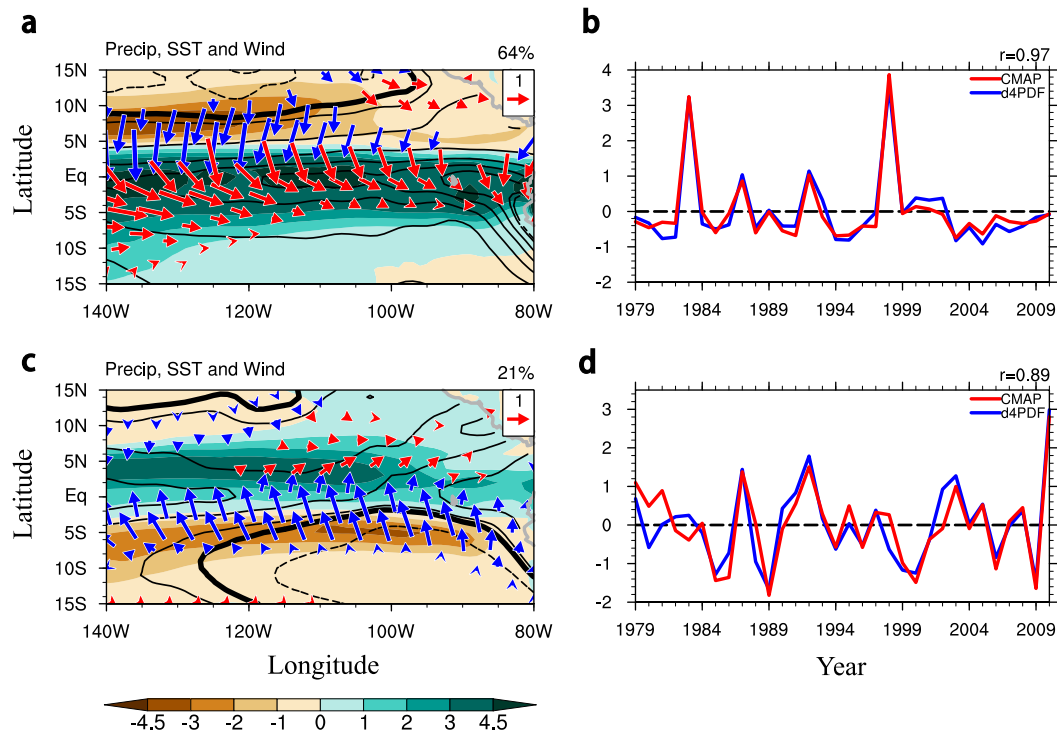 a
Precip, SST and Wind 64%
15N
10N
5N
Eq
5S
10S
15S
Latitude
1
140W 120W 100W 80W
b
r=0.97
CMAP
d4PDF
4
3
2
1
0
-1
-2
1979 1984 1989 1994 1999 2004 2009
c
Precip, SST and Wind 21%
15N
10N
5N
Eq
5S
10S
15S
Latitude
1
140W 120W 100W 80W
Longitude
-4.5 -3 -2 -1 0 1 2 3 4.5
d
r=0.89
CMAP
d4PDF
3
2
1
0
-1
-2
1979 1984 1989 1994 1999 2004 2009
Year